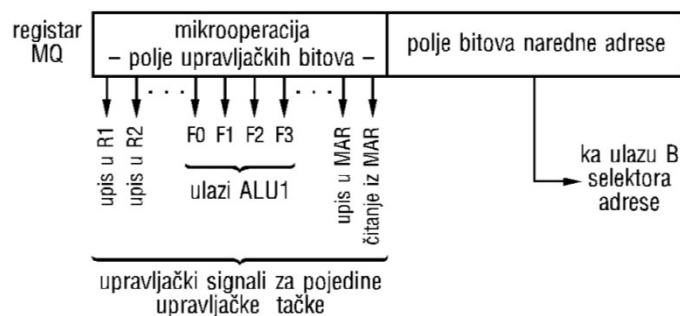 registar
MQ
mikrooperacija
– polje upravljačkih bitova –
polje bitova naredne adrese
upis u R1
upis u R2
. . .
F0 F1 F2 F3
. . .
upis u MAR
čitanje iz MAR
ulazi ALU1
ka ulazu B
selektora
adrese
upravljački signali za pojedine
upravljačke tačke